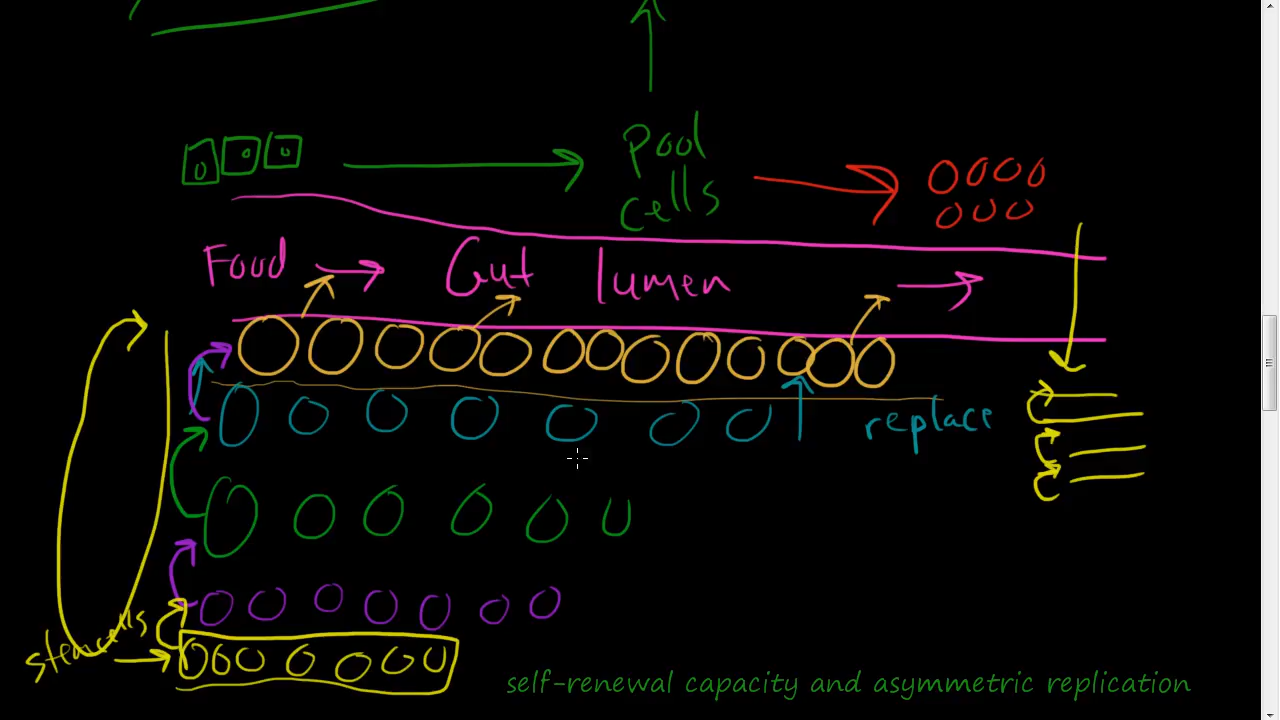 Pool
cells
Food
Gut lumen
replace
stem cells
self-renewal capacity and asymmetric replication